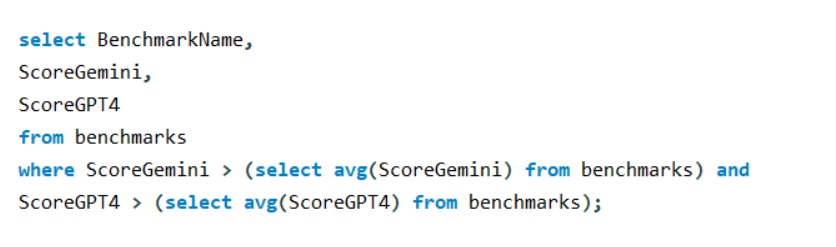 select BenchmarkName,
ScoreGemini,
ScoreGPT4
from benchmarks
where ScoreGemini > (select avg(ScoreGemini) from benchmarks) and
ScoreGPT4 > (select avg(ScoreGPT4) from benchmarks);